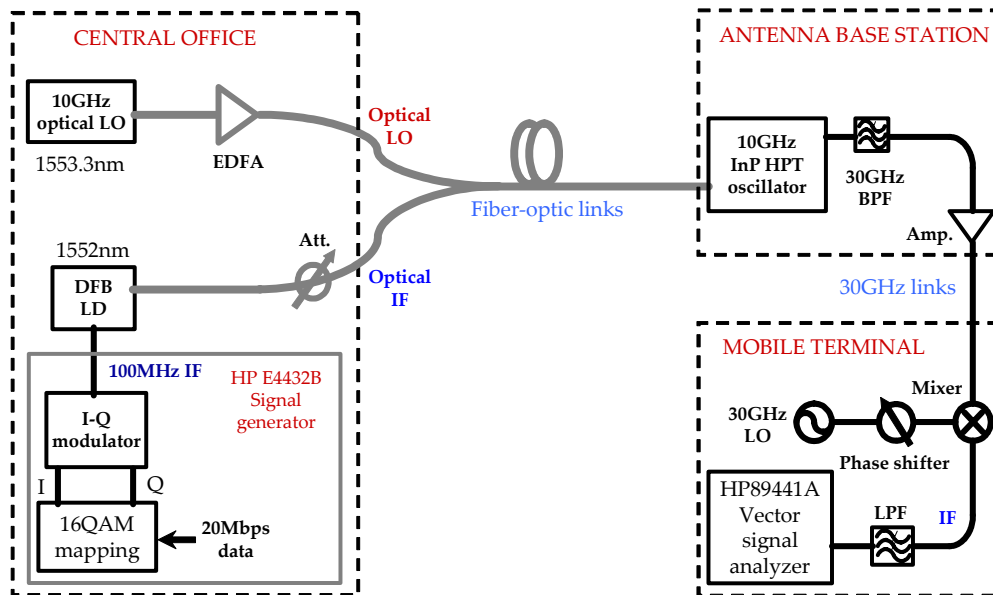 CENTRAL OFFICE
10GHz
optical LO
1553.3nm
EDFA
Optical
LO
1552nm
DFB
LD
Att.
Optical
IF
100MHz IF
HP E4432B
Signal
generator
I-Q
modulator
I
Q
16QAM
mapping
20Mbps
data
Fiber-optic links
ANTENNA BASE STATION
10GHz
InP HPT
oscillator
30GHz
BPF
Amp.
30GHz links
MOBILE TERMINAL
Mixer
30GHz
LO
Phase shifter
HP89441A
Vector
signal
analyzer
LPF
IF